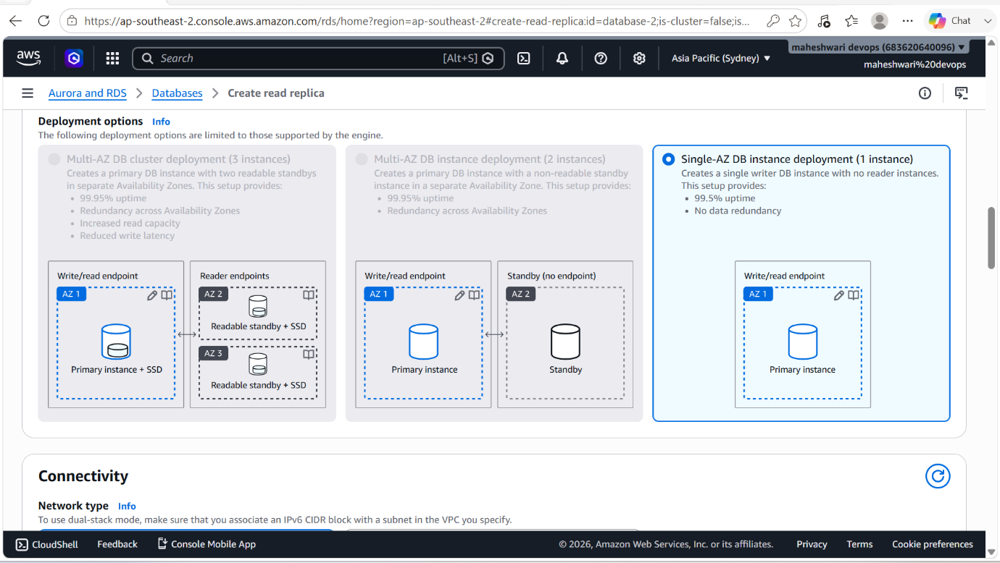 https://ap-southeast-2.console.aws.amazon.com/rds/home?region=ap-southeast-2#create-read-replica:id=database-2;is-cluster=false;is...
Chat
aws
Search
[Alt+S]
Asia Pacific (Sydney)
maheshwari devops (683620640096)
maheshwari%20devops
Aurora and RDS > Databases > Create read replica
Deployment options Info
The following deployment options are limited to those supported by the engine.
Multi-AZ DB cluster deployment (3 instances)
Creates a primary DB instance with two readable standbys
in separate Availability Zones. This setup provides:
• 99.95% uptime
• Redundancy across Availability Zones
• Increased read capacity
• Reduced write latency
Write/read endpoint
AZ 1
Primary instance + SSD
Reader endpoints
AZ 2
Readable standby + SSD
AZ 3
Readable standby + SSD
Multi-AZ DB instance deployment (2 instances)
Creates a primary DB instance with a non-readable standby
instance in a separate Availability Zone. This setup provides:
• 99.95% uptime
• Redundancy across Availability Zones
Write/read endpoint
AZ 1
Primary instance
Standby (no endpoint)
AZ 2
Standby
Single-AZ DB instance deployment (1 instance)
Creates a single writer DB instance with no reader instances.
This setup provides:
• 99.5% uptime
• No data redundancy
Write/read endpoint
AZ 1
Primary instance
Connectivity
Network type Info
To use dual-stack mode, make sure that you associate an IPv6 CIDR block with a subnet in the VPC you specify.
CloudShell
Feedback
Console Mobile App
© 2026, Amazon Web Services, Inc. or its affiliates.
Privacy
Terms
Cookie preferences